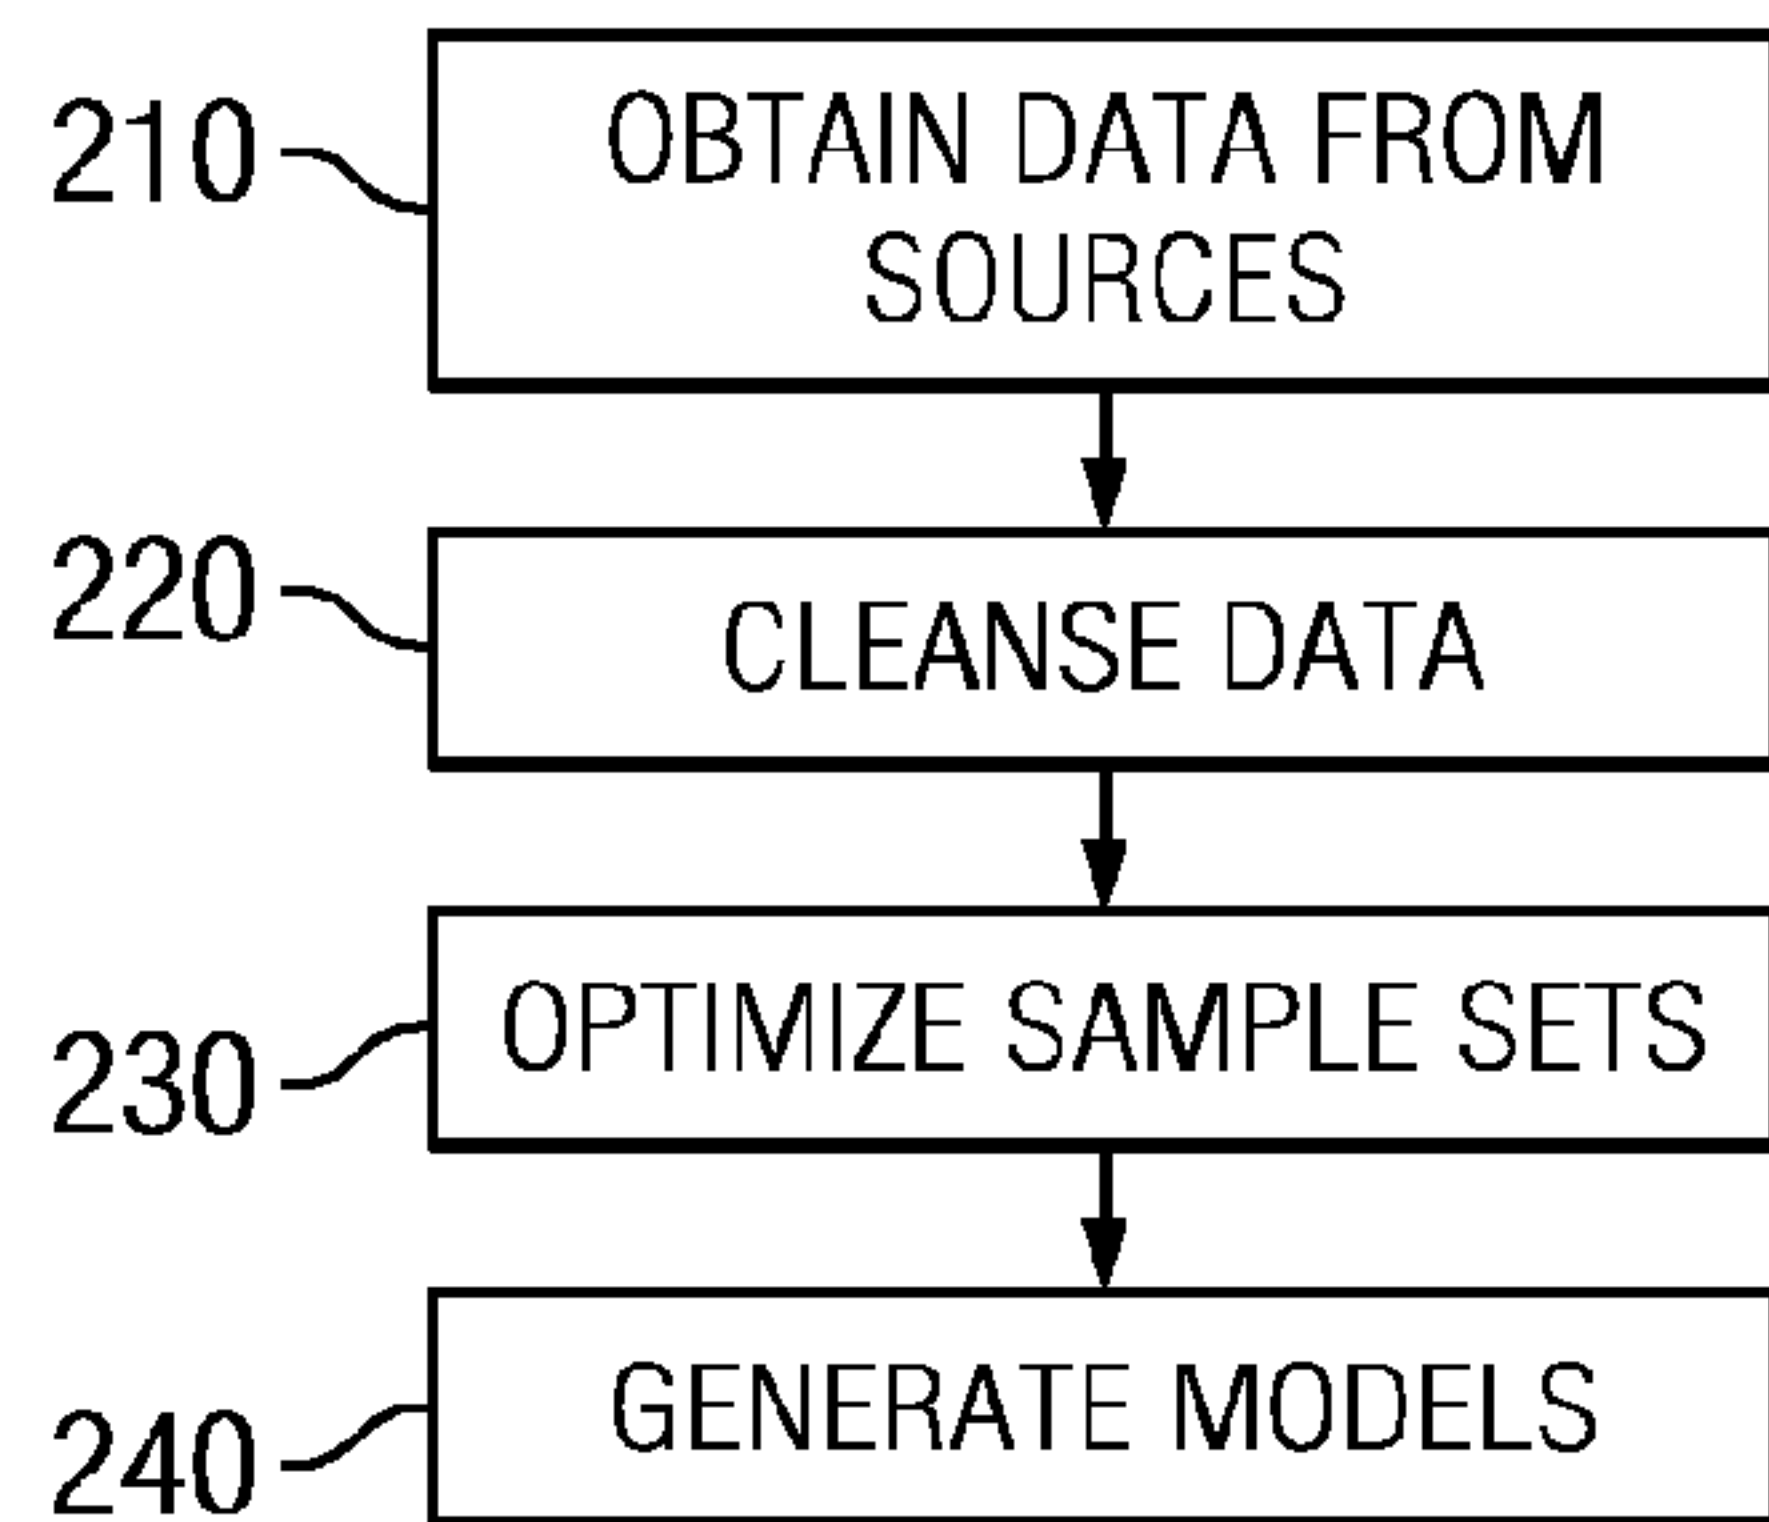 210
OBTAIN DATA FROM
SOURCES
220
CLEANSE DATA
230
OPTIMIZE SAMPLE SETS
240
GENERATE MODELS